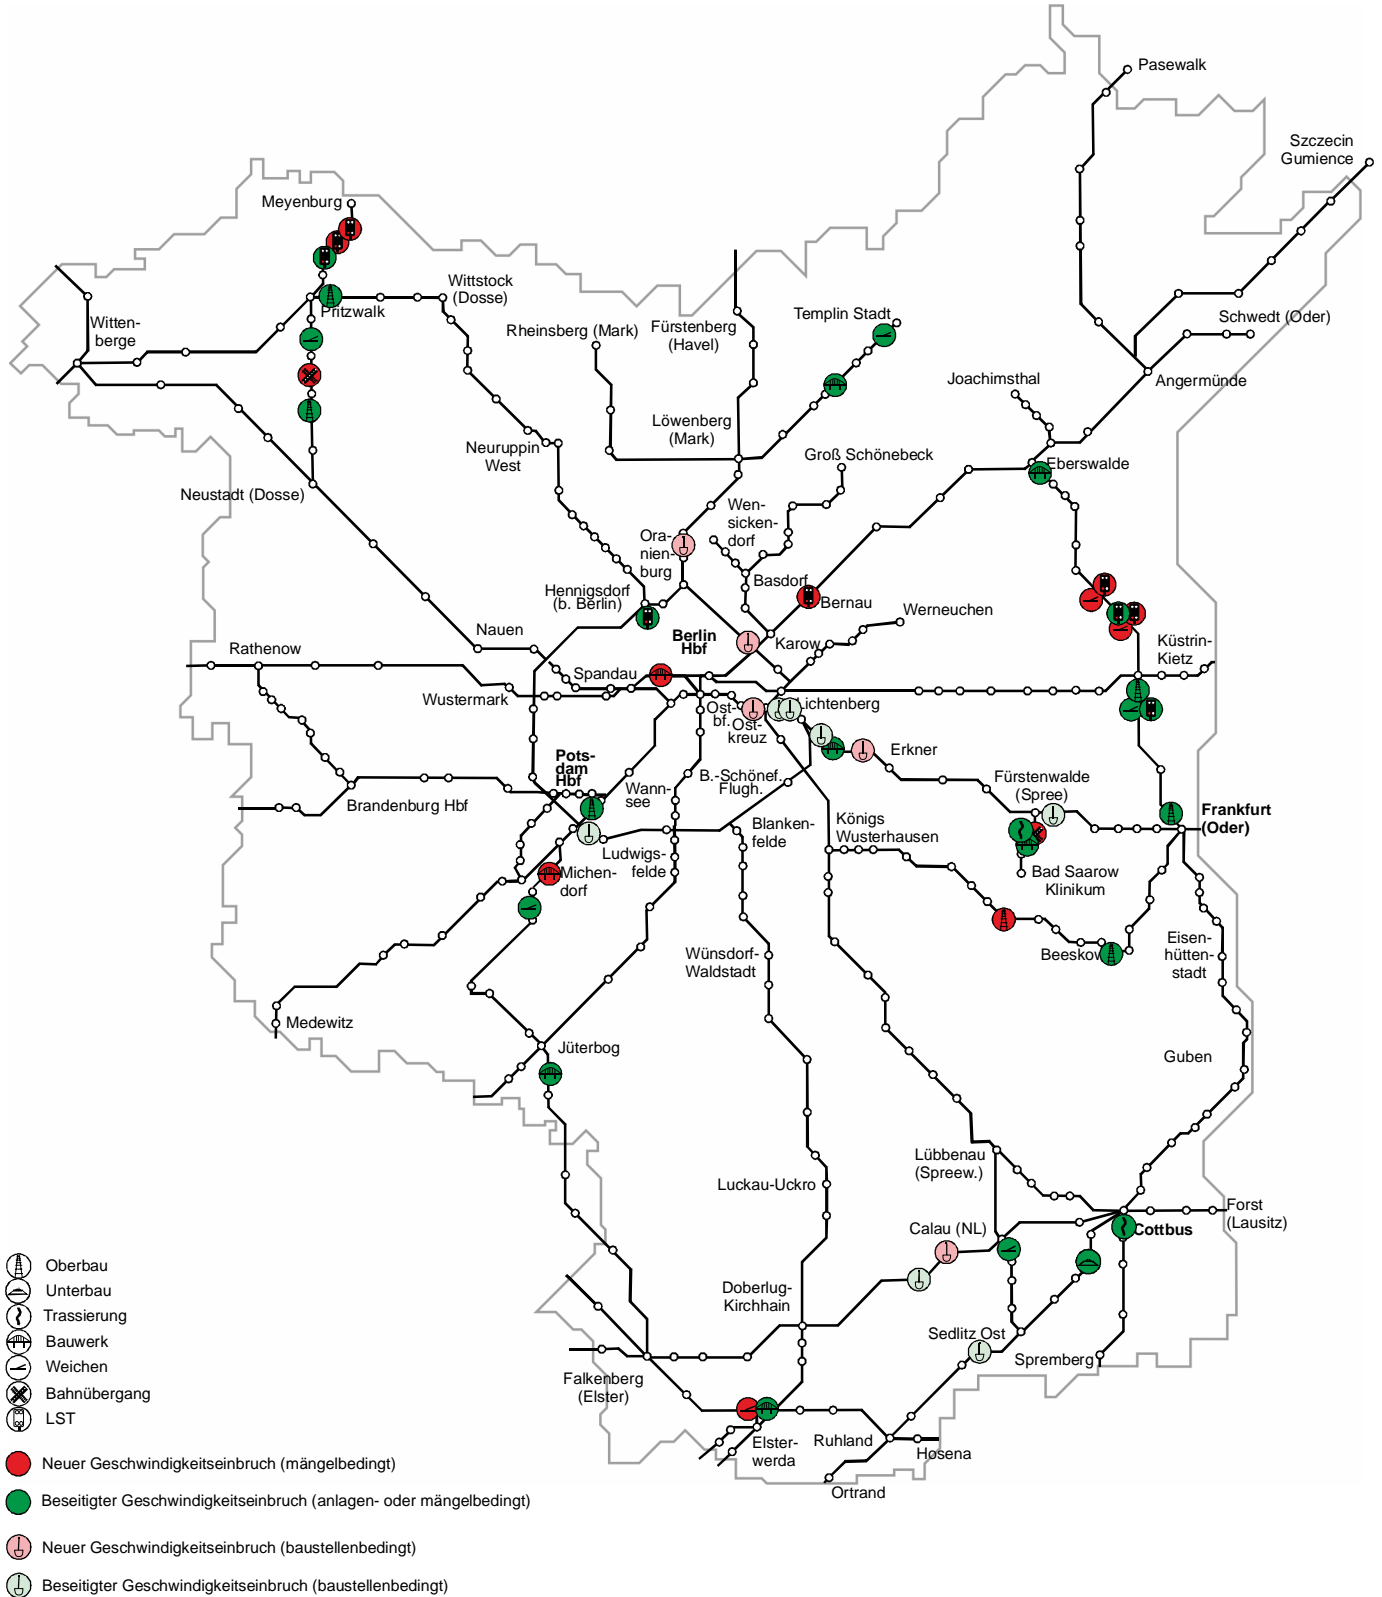 Pasewalk
Szczecin
Gumience
Meyenburg
Wittstock
(Dosse)
Pritzwalk
Witten-
berge
Rheinsberg (Mark)
Fürstenberg
(Havel)
Templin Stadt
Schwedt (Oder)
Joachimsthal
Angermünde
Löwenberg
(Mark)
Neuruppin
West
Groß Schönebeck
Eberswalde
Neustadt (Dosse)
Wen-
sicken-
dorf
Ora-
nien-
burg
Basdorf
Hennigsdorf
(b. Berlin)
Bernau
Werneuchen
Nauen
Berlin
Hbf
Karow
Küstrin-
Kietz
Rathenow
Spandau
Wustermark
Ost-
bf.
Ost-
kreuz
Lichtenberg
Erkner
Pots-
dam
Hbf
Wann-
see
B.-Schönef.
Flugh.
Fürstenwalde
(Spree)
Brandenburg Hbf
Frankfurt
(Oder)
Blanken-
felde
Königs
Wusterhausen
Ludwigs-
felde
Michen-
dorf
Bad Saarow
Klinikum
Wünsdorf-
Waldstadt
Beeskow
Eisen-
hütten-
stadt
Medewitz
Jüterbog
Guben
Lübbenau
(Spreew.)
Luckau-Uckro
Forst
(Lausitz)
Calau (NL)
Cottbus
Doberlug-
Kirchhain
Sedlitz Ost
Spremberg
Falkenberg
(Elster)
Elster-
werda
Ruhland
Hosena
Ortrand
Oberbau
Unterbau
Trassierung
Bauwerk
Weichen
Bahnübergang
LST
Neuer Geschwindigkeitseinbruch (mängelbedingt)
Beseitigter Geschwindigkeitseinbruch (anlagen- oder mängelbedingt)
Neuer Geschwindigkeitseinbruch (baustellenbedingt)
Beseitigter Geschwindigkeitseinbruch (baustellenbedingt)